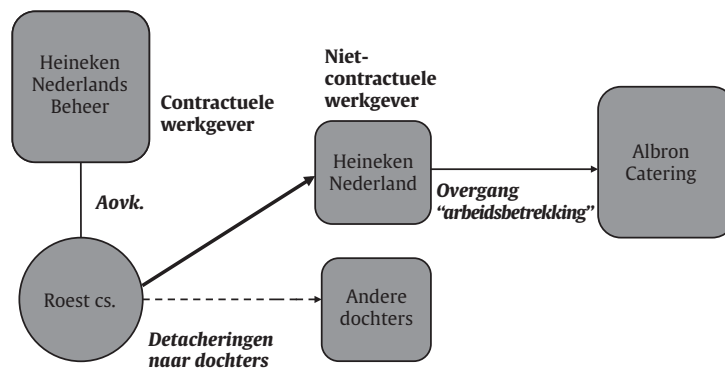 Heineken
Nederlands
Beheer
Contractuele
werkgever
Niet-
contractuele
werkgever
Heineken
Nederland
Albron
Catering
Overgang
“arbeidsbetrekking”
Aovk.
Roest cs.
Andere
dochters
Detacheringen
naar dochters